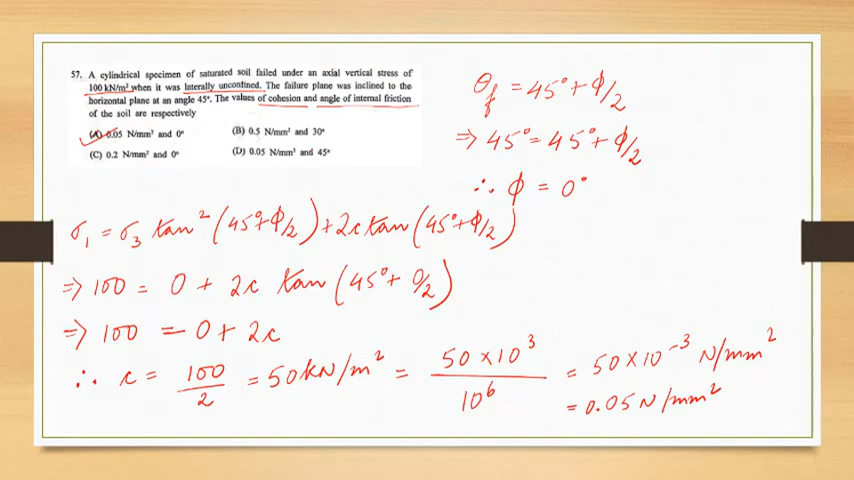 57. A cylindrical specimen of saturated soil failed under an axial vertical stress of
100 kN/m² when it was laterally unconfined. The failure plane was inclined to the
horizontal plane at an angle 45°. The values of cohesion and angle of internal friction
of the soil are respectively
(A) 0.05 N/mm² and 0° (B) 0.5 N/mm² and 30°
(C) 0.2 N/mm² and 0° (D) 0.05 N/mm² and 45°
θf = 45° + ϕ/2
⇒ 45° = 45° + ϕ/2
∴ ϕ = 0°
σ₁ = σ₃ tan² (45° + ϕ/2) + 2c tan (45° + ϕ/2)
⇒ 100 = 0 + 2c tan (45° + 0/2)
⇒ 100 = 0 + 2c
∴ c = 100/2 = 50 kN/m² = 50 × 10³ / 10⁶ = 50 × 10⁻³ N/mm²
= 0.05 N/mm²